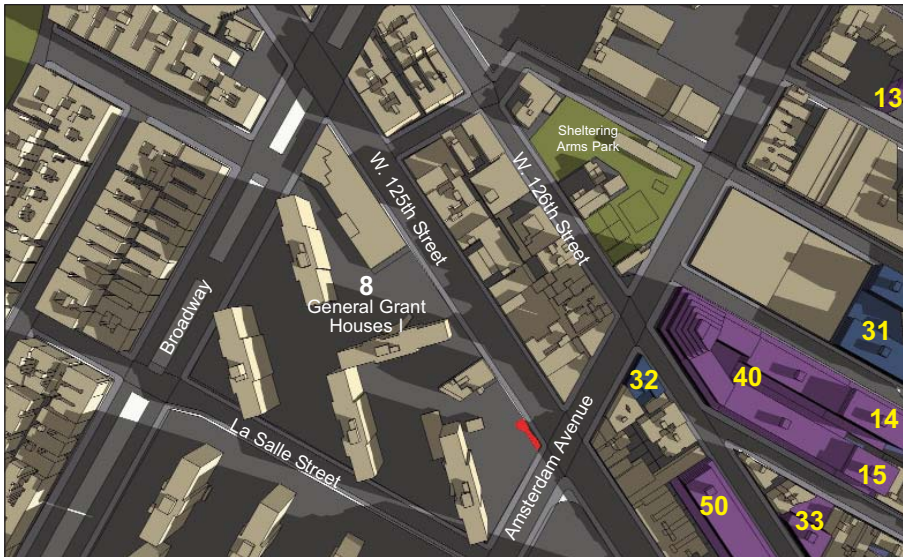 13
Sheltering
Arms Park
W. 125th Street
W. 126th Street
8
General Grant
Houses I
Broadway
31
32
40
14
La Salle Street
Amsterdam Avenue
15
50
33